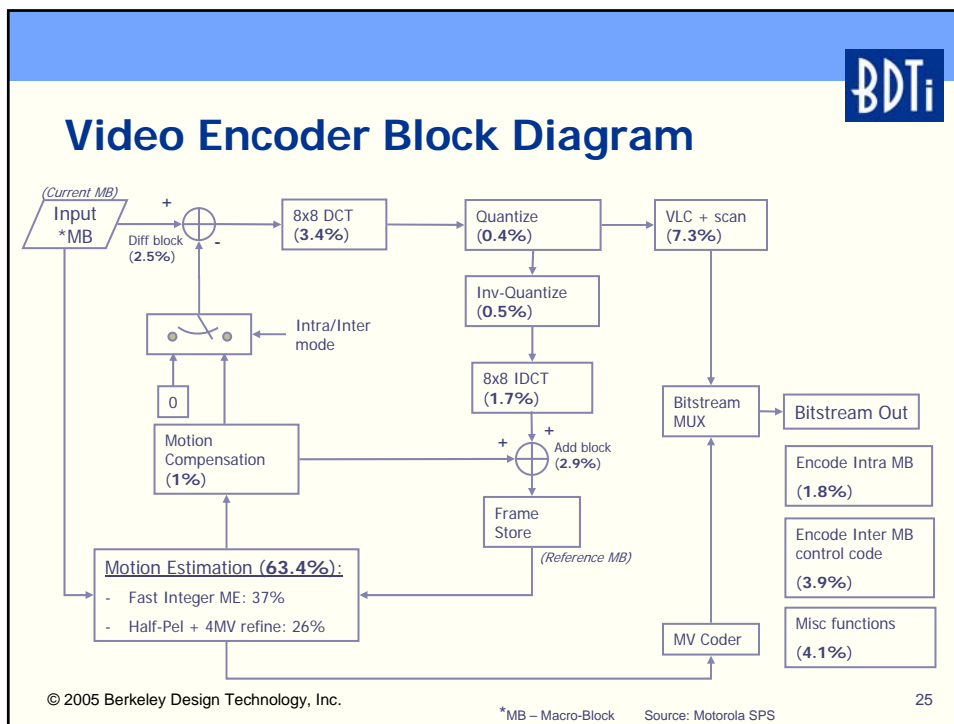 BDTi
Video Encoder Block Diagram
(Current MB)
Input
*MB
+
-
Diff block
(2.5%)
8x8 DCT
(3.4%)
Quantize
(0.4%)
VLC + scan
(7.3%)
Inv-Quantize
(0.5%)
Intra/Inter
mode
0
8x8 IDCT
(1.7%)
Bitstream
MUX
Bitstream Out
Motion
Compensation
(1%)
+
+
Add block
(2.9%)
Encode Intra MB
(1.8%)
Frame
Store
(Reference MB)
Encode Inter MB
control code
(3.9%)
Motion Estimation (63.4%):
- Fast Integer ME: 37%
- Half-Pel + 4MV refine: 26%
MV Coder
Misc functions
(4.1%)
© 2005 Berkeley Design Technology, Inc.
*MB – Macro-Block
Source: Motorola SPS
25